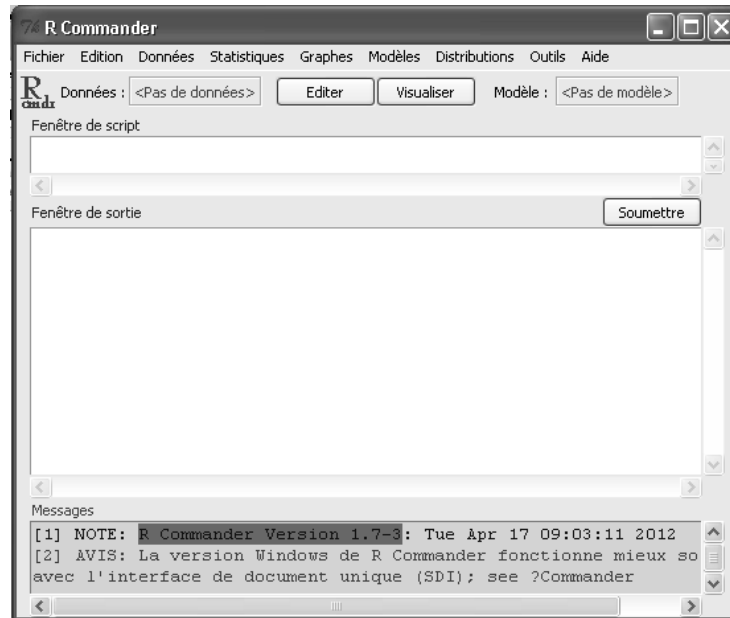 R Commander
Fichier Edition Données Statistiques Graphes Modèles Distributions Outils Aide
R cmdr Données : <Pas de données> Editer Visualiser Modèle : <Pas de modèle>
Fenêtre de script
Fenêtre de sortie Soumettre
Messages
[1] NOTE: R Commander Version 1.7-3: Tue Apr 17 09:03:11 2012
[2] AVIS: La version Windows de R Commander fonctionne mieux so
avec l'interface de document unique (SDI); see ?Commander